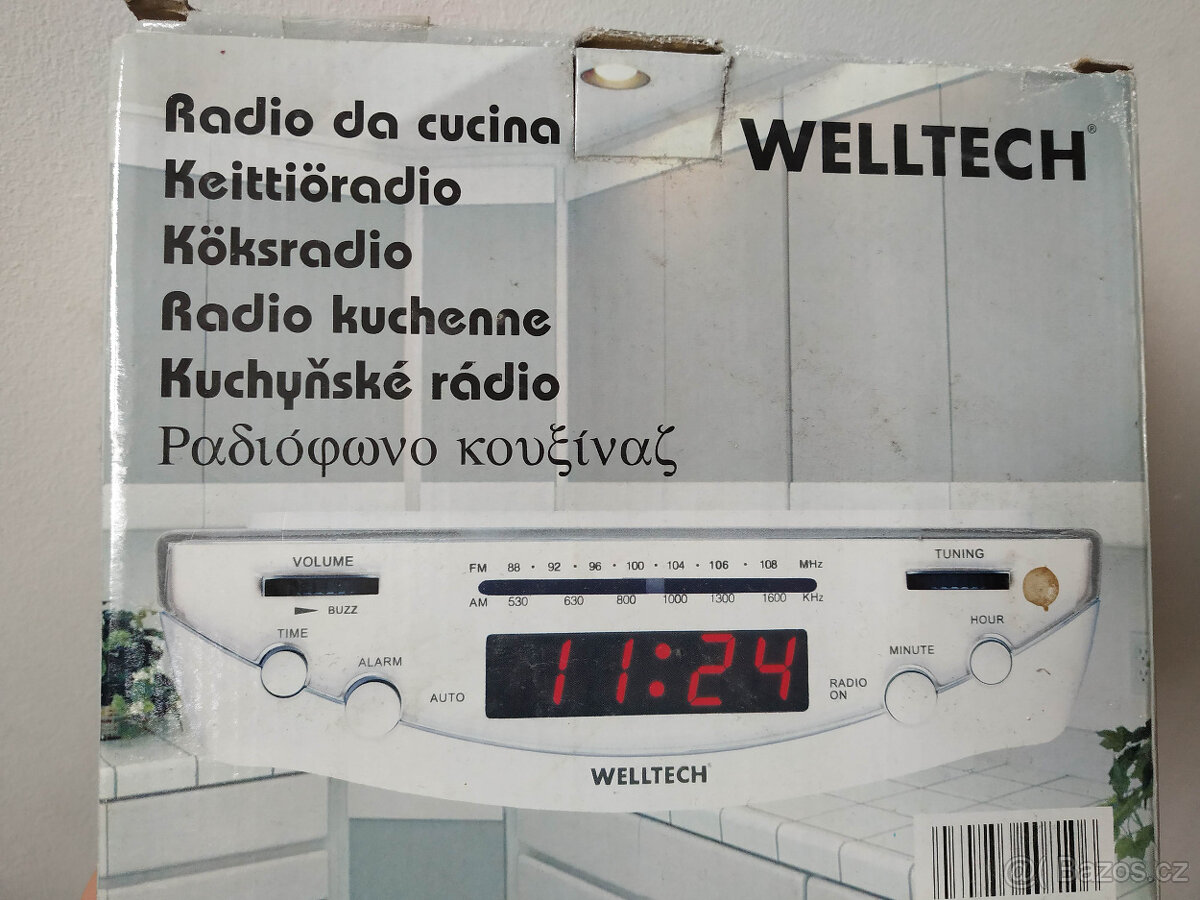 Radio da cucina
WELLTECH®
Keittiöradio
Köksradio
Radio kuchenne
Kuchyňské rádio
Ραδιόφωνο κουξίναζ
VOLUME
BUZZ
TIME
ALARM
AUTO
FM 88 · 92 · 96 · 100 · 104 · 106 · 108 MHz
AM 530 630 800 1000 1300 1600 KHz
11:24
TUNING
HOUR
MINUTE
RADIO
ON
WELLTECH
@ Bazos.cz